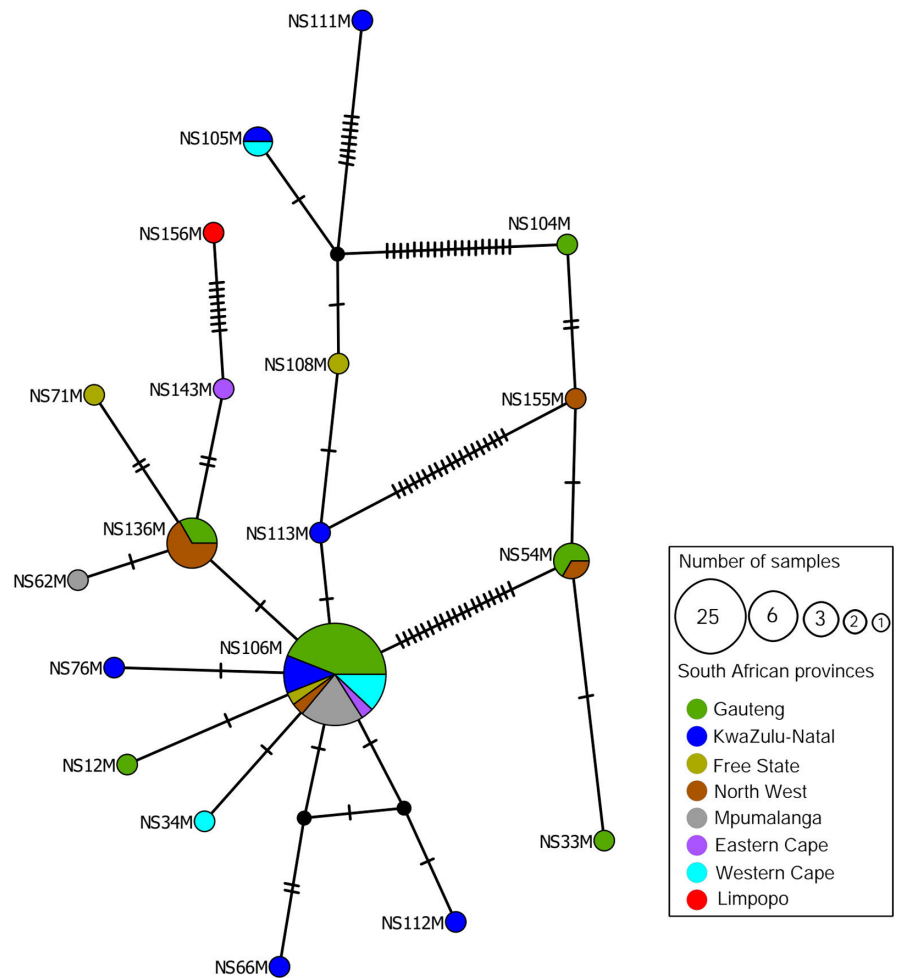 NS111M
NS105M
NS156M
NS104M
NS108M
NS71M
NS143M
NS155M
NS136M
NS113M
NS54M
NS62M
NS106M
NS76M
NS12M
NS34M
NS33M
NS112M
NS66M
Number of samples
25 6 3 2 1
South African provinces
Gauteng
KwaZulu-Natal
Free State
North West
Mpumalanga
Eastern Cape
Western Cape
Limpopo